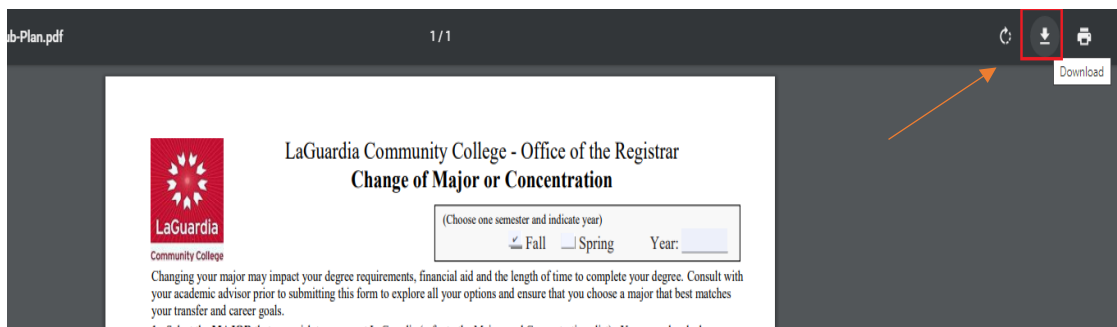 ub-Plan.pdf
1 / 1
Download
LaGuardia Community College - Office of the Registrar
Change of Major or Concentration
LaGuardia
Community College
(Choose one semester and indicate year)
Fall Spring Year:
Changing your major may impact your degree requirements, financial aid and the length of time to complete your degree. Consult with
your academic advisor prior to submitting this form to explore all your options and ensure that you choose a major that best matches
your transfer and career goals.